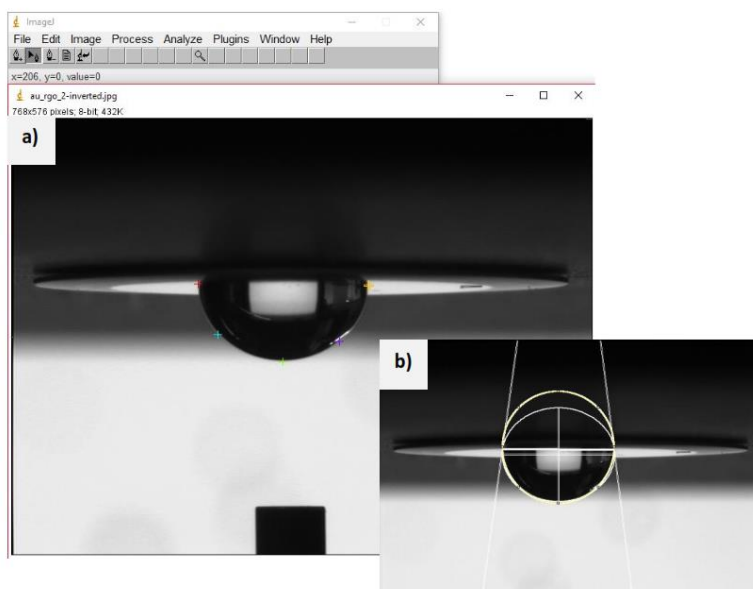 ImageJ
File Edit Image Process Analyze Plugins Window Help
x=206, y=0, value=0
au_rgo_2-inverted.jpg
768x576 pixels; 8-bit; 432K
a)
b)